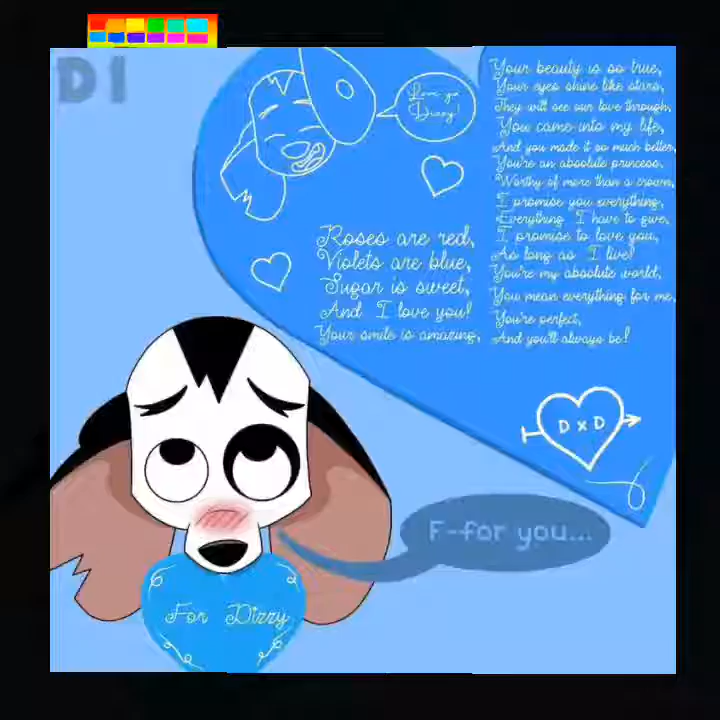 D I
Love ya
Dizzy!
Roses are red,
Violets are blue,
Sugar is sweet,
And I love you!
Your smile is amazing,
Your beauty is so true,
Your eyes shine like stars,
They will see our love through,
You came into my life,
And you made it so much better,
You're an absolute princess,
Worthy of more than a crown,
I promise you everything,
Everything I have to give,
I promise to love you,
As long as I live!
You're my absolute world,
You mean everything for me,
You're perfect,
And you'll always be!
D x D
F-for you...
For Dizzy